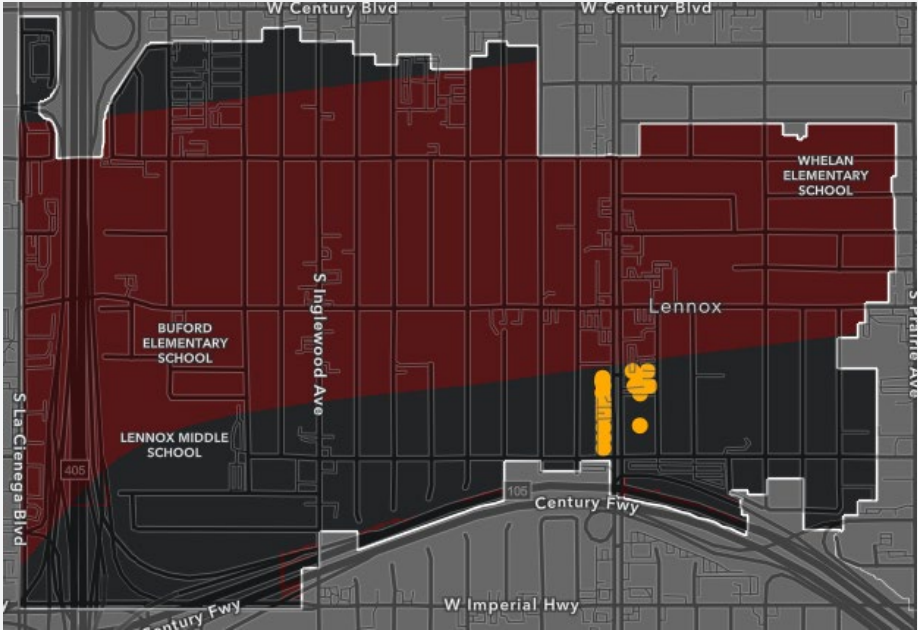 W Century Blvd
W Century Blvd
WHELAN
ELEMENTARY
SCHOOL
S Inglewood Ave
Lennox
S Prairie Ave
BUFORD
ELEMENTARY
SCHOOL
S La Cienega Blvd
LENNOX MIDDLE
SCHOOL
405
105
Century Fwy
W Imperial Hwy
Century Fwy